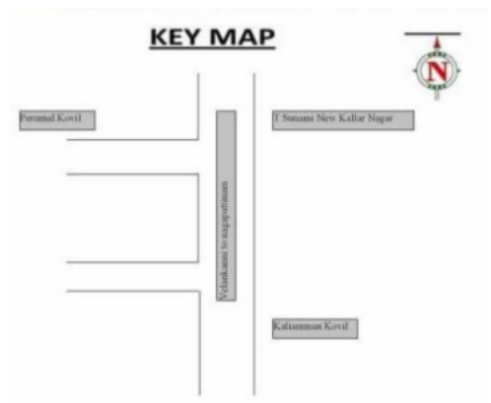 KEY MAP
N
Perumal Kovil
T Sunami New Kallar Nagar
Velankanni to nagapattinam
Kaliamman Kovil